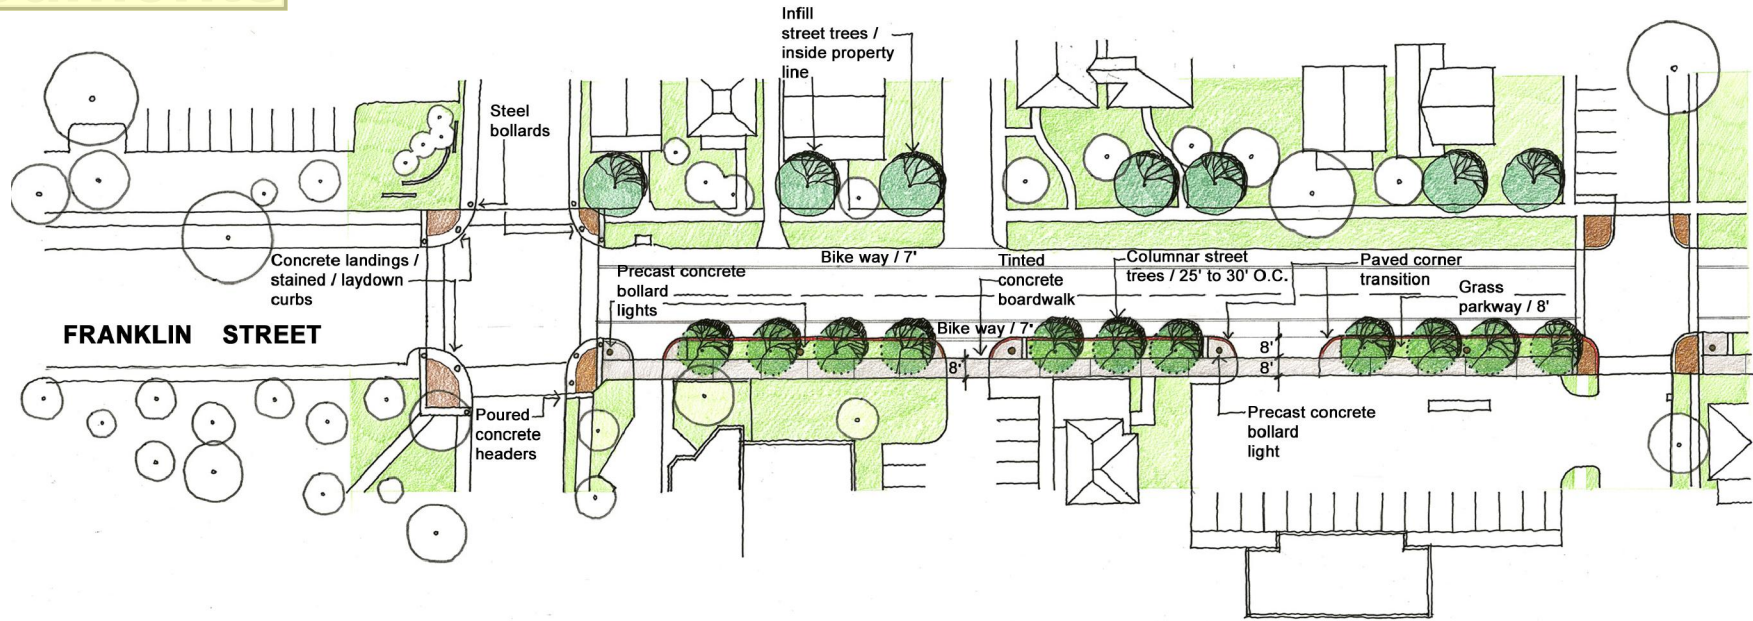 Infill
street trees /
inside property
line
Steel
bollards
Concrete landings /
stained / laydown
curbs
Precast concrete
bollard
lights
Bike way / 7'
Tinted
concrete
boardwalk
Columnar street
trees / 25' to 30' O.C.
Paved corner
transition
Grass
parkway / 8'
FRANKLIN STREET
Bike way / 7'
8'
8'
8'
Poured
concrete
headers
Precast concrete
bollard
light